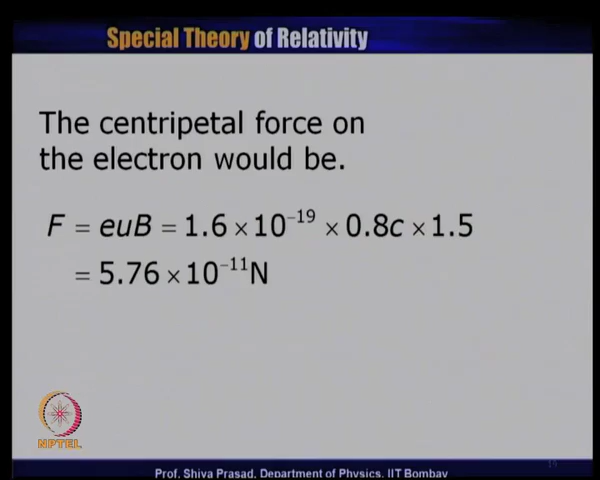 Special Theory of Relativity
The centripetal force on
the electron would be.
F = euB = 1.6 × 10⁻¹⁹ × 0.8c × 1.5
= 5.76 × 10⁻¹¹ N
NPTEL
Prof. Shiva Prasad, Department of Physics, IIT Bombay